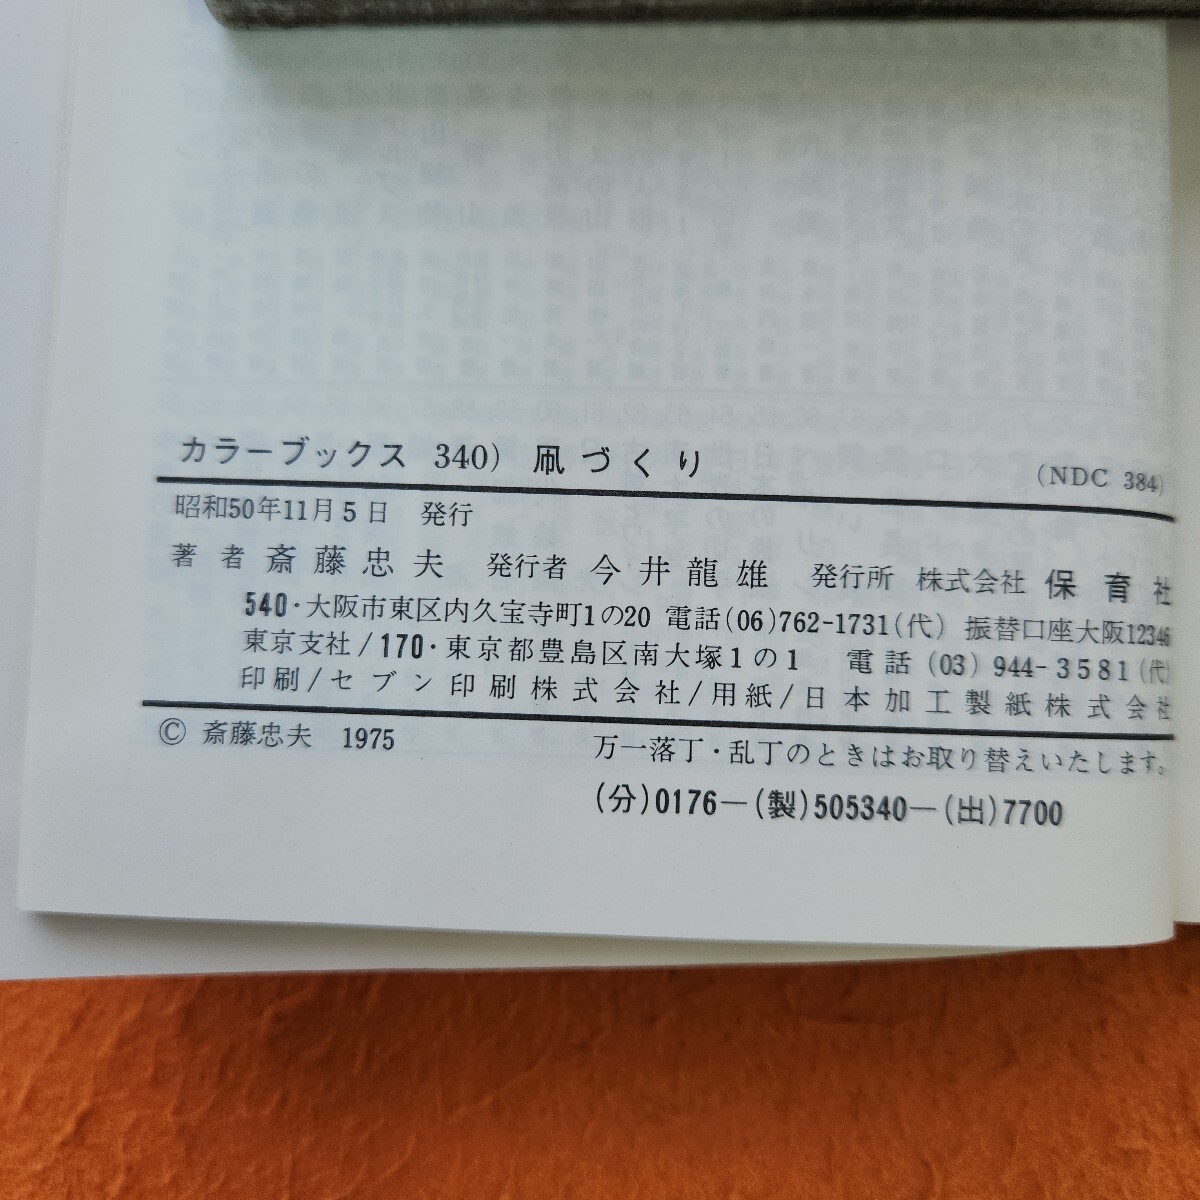 カラーブックス 340) 凧づくり (NDC 384)
昭和50年11月5日 発行
著者 斎藤忠夫 発行者 今井龍雄 発行所 株式会社 保育社
540・大阪市東区内久宝寺町1の20 電話(06)762-1731(代) 振替口座大阪12346
東京支社/170・東京都豊島区南大塚1の1 電話(03)944-3581(代)
印刷/セブン印刷株式会社/用紙/日本加工製紙株式会社
© 斎藤忠夫 1975 万一落丁・乱丁のときはお取り替えいたします。
(分)0176—(製)505340—(出)7700